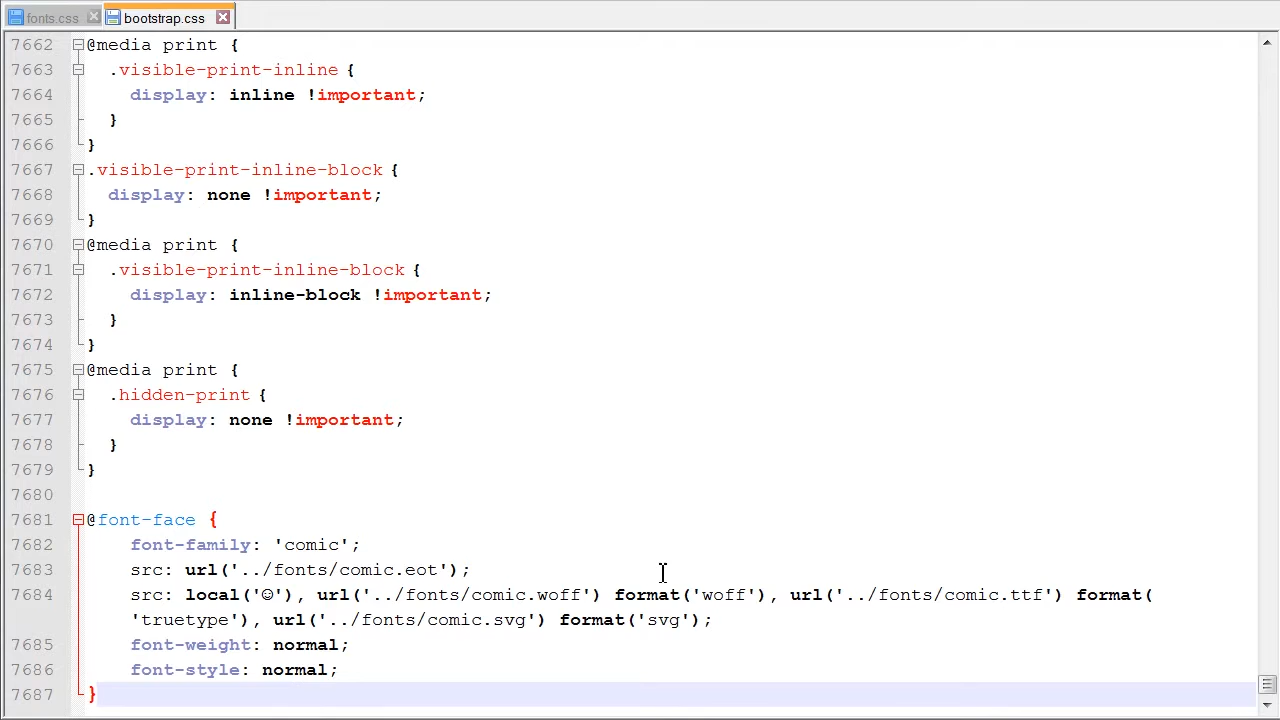 fonts.css bootstrap.css
7662 @media print {
7663 .visible-print-inline {
7664 display: inline !important;
7665 }
7666 }
7667 .visible-print-inline-block {
7668 display: none !important;
7669 }
7670 @media print {
7671 .visible-print-inline-block {
7672 display: inline-block !important;
7673 }
7674 }
7675 @media print {
7676 .hidden-print {
7677 display: none !important;
7678 }
7679 }
7680
7681 @font-face {
7682 font-family: 'comic';
7683 src: url('../fonts/comic.eot');
7684 src: local('☺'), url('../fonts/comic.woff') format('woff'), url('../fonts/comic.ttf') format(
'truetype'), url('../fonts/comic.svg') format('svg');
7685 font-weight: normal;
7686 font-style: normal;
7687 }